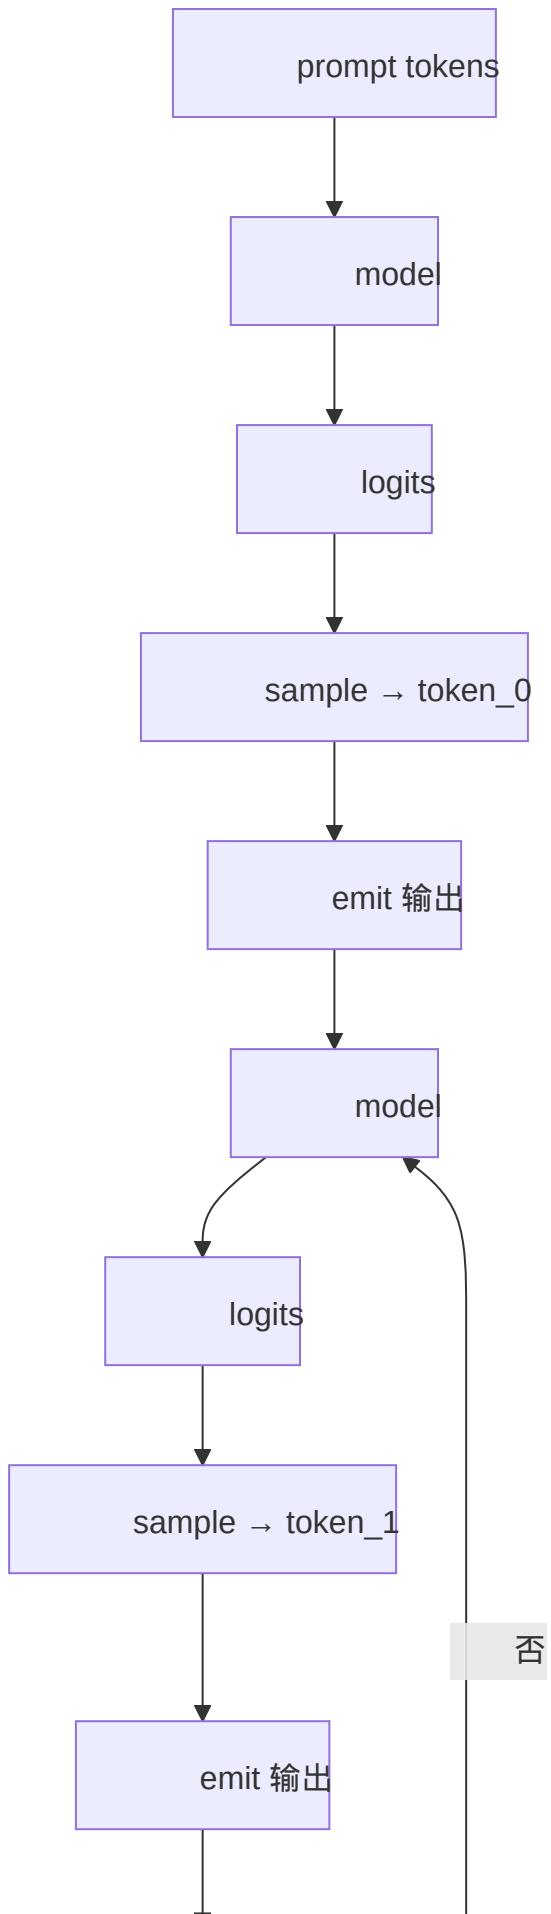 prompt tokens
model
logits
sample → token_0
emit 输出
model
logits
sample → token_1
否
emit 输出